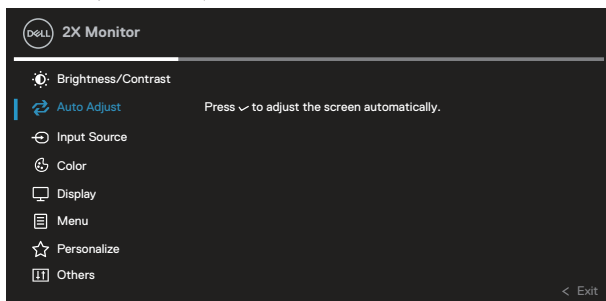 DELL 2X Monitor
Brightness/Contrast
Auto Adjust Press ✓ to adjust the screen automatically.
Input Source
Color
Display
Menu
Personalize
Others
< Exit